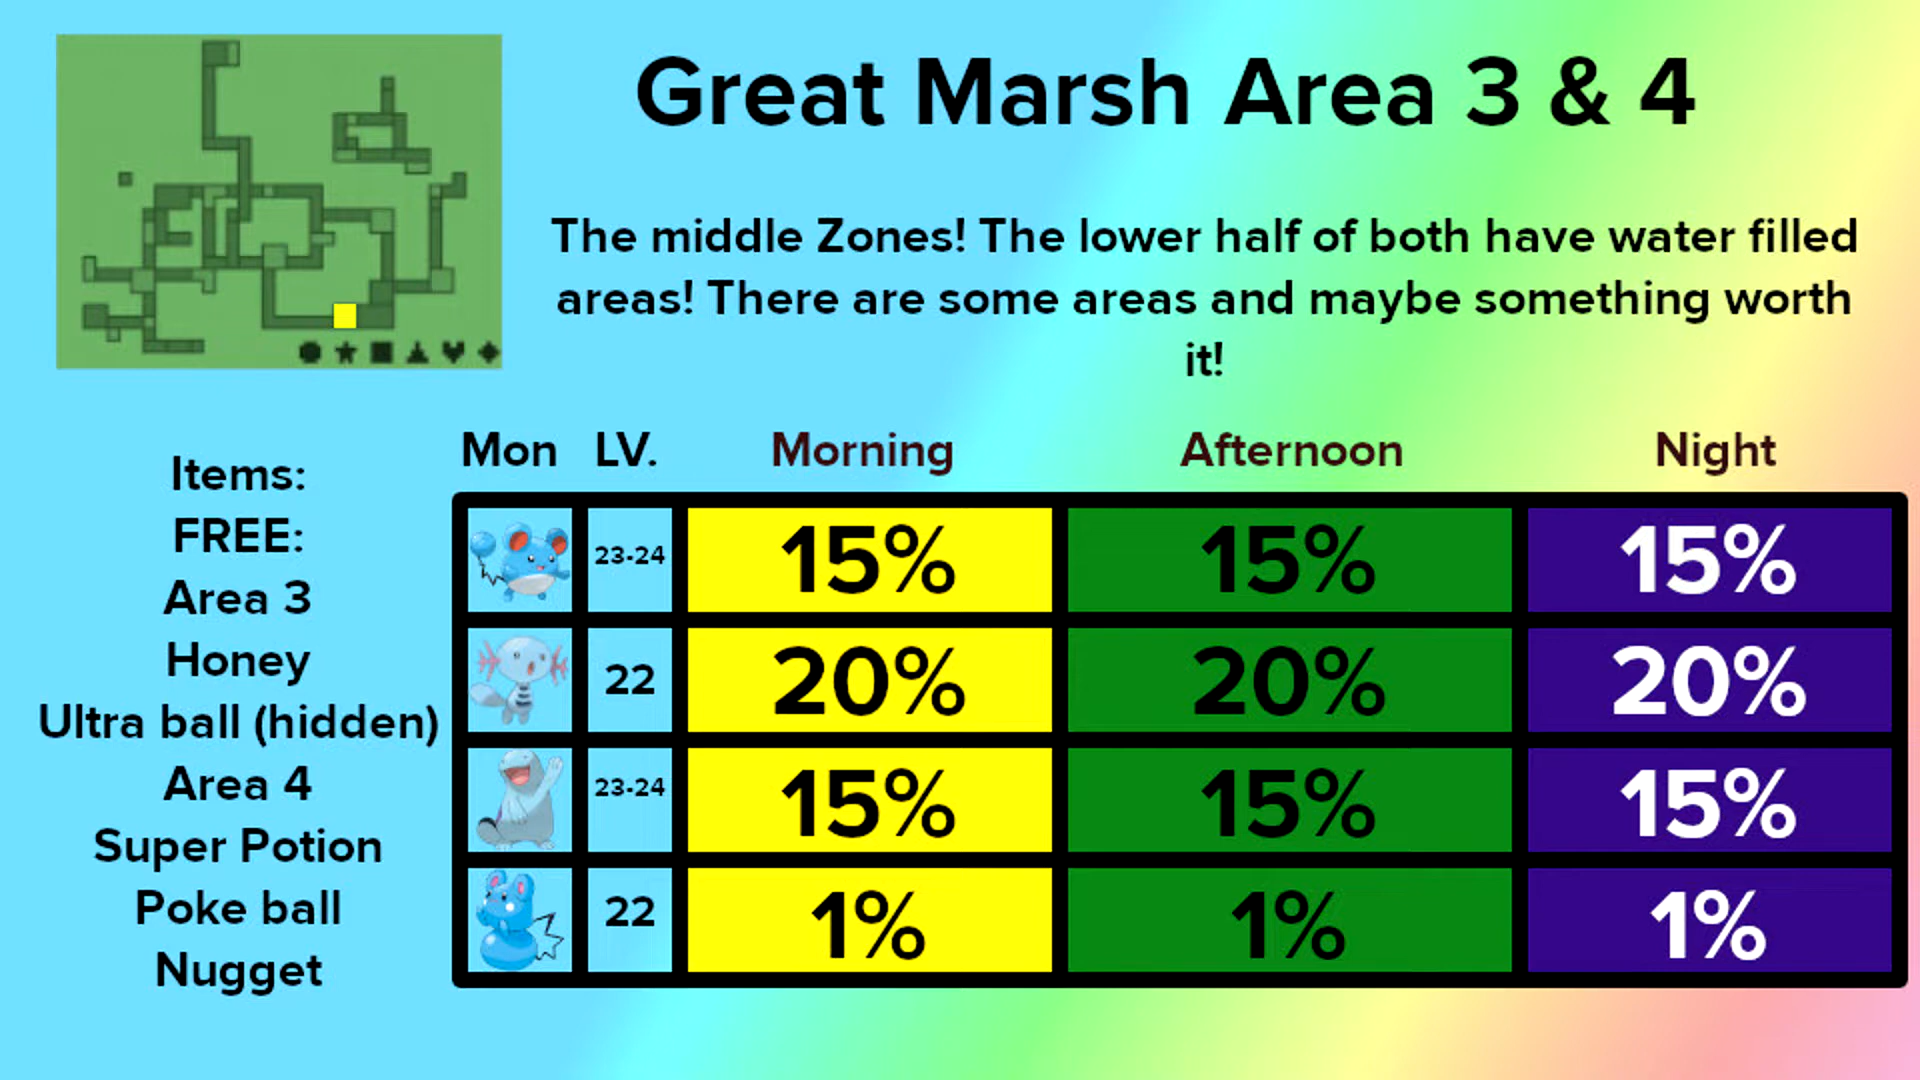 Great Marsh Area 3 & 4
The middle Zones! The lower half of both have water filled
areas! There are some areas and maybe something worth
it!
Items:
FREE:
Area 3
Honey
Ultra ball (hidden)
Area 4
Super Potion
Poke ball
Nugget
Mon LV. Morning Afternoon Night
23-24 15% 15% 15%
22 20% 20% 20%
23-24 15% 15% 15%
22 1% 1% 1%